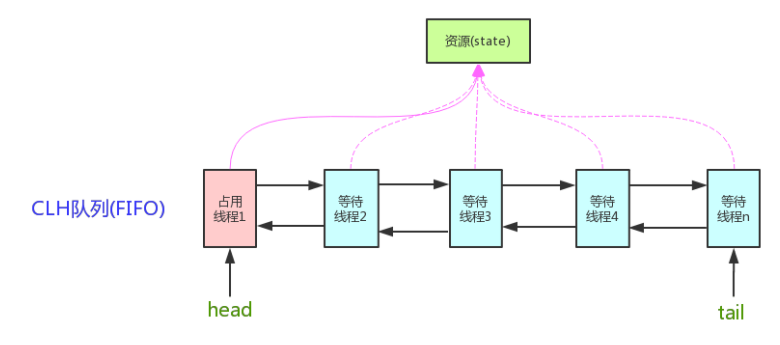 资源(state)
CLH队列(FIFO)
占用
线程1
等待
线程2
等待
线程3
等待
线程4
等待
线程n
head
tail